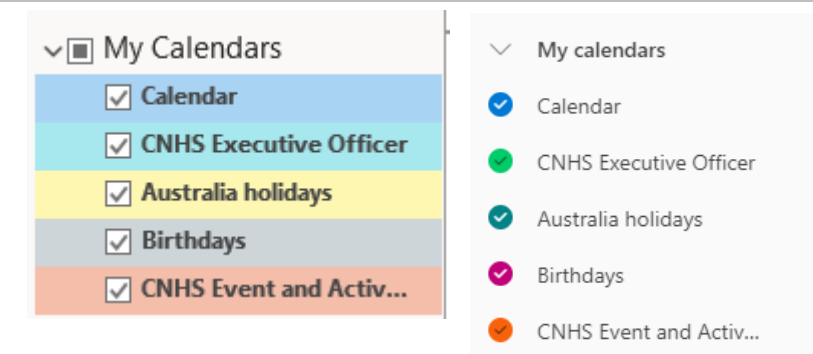 My Calendars
Calendar
CNHS Executive Officer
Australia holidays
Birthdays
CNHS Event and Activ...
My calendars
Calendar
CNHS Executive Officer
Australia holidays
Birthdays
CNHS Event and Activ...